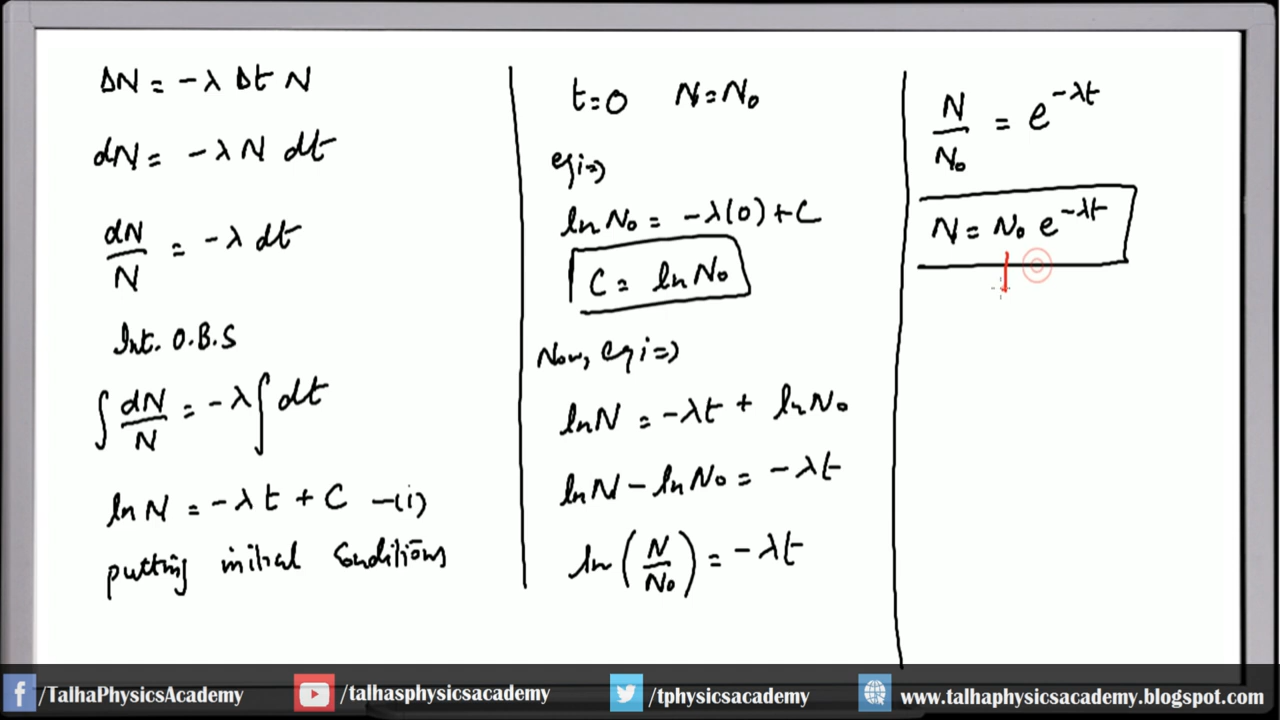 ΔN = -λ Δt N
dN = -λ N dt
dN/N = -λ dt
Int. O.B.S
∫ dN/N = -λ ∫ dt
ln N = -λ t + C -(i)
putting initial conditions
t=0 N=N₀
eq i⇒
ln N₀ = -λ(0) + C
C = ln N₀
Now, eq i⇒
ln N = -λt + ln N₀
ln N - ln N₀ = -λt
ln (N/N₀) = -λt
N/N₀ = e^-λt
N = N₀ e^-λt
/TalhaPhysicsAcademy /talhasphysicsacademy /tphysicsacademy www.talhaphysicsacademy.blogspot.com